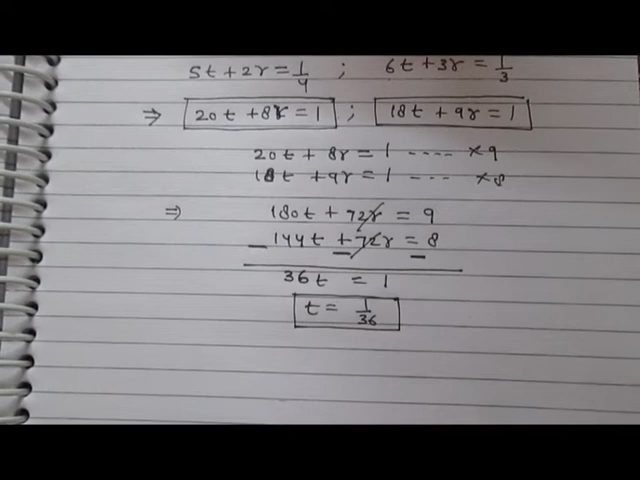 5t + 2r = 1/4 ; 6t + 3r = 1/3
⇒ 20t + 8r = 1 ; 18t + 9r = 1
20t + 8r = 1 ---- ×9
18t + 9r = 1 --- ×8
⇒ 180t + 72r = 9
144t + 72r = 8
− − −
36t = 1
t = 1/36